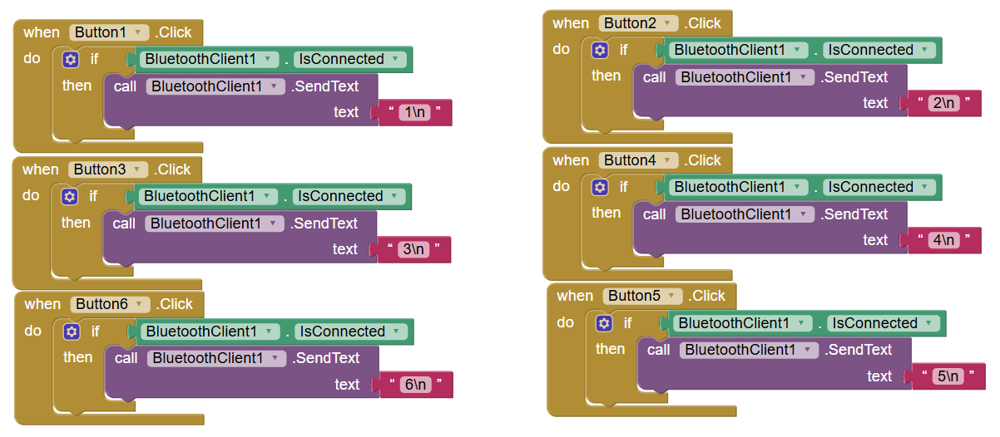 when Button1 .Click
do if BluetoothClient1 . IsConnected
then call BluetoothClient1 .SendText
text “ 1\n ”
when Button2 .Click
do if BluetoothClient1 . IsConnected
then call BluetoothClient1 .SendText
text “ 2\n ”
when Button3 .Click
do if BluetoothClient1 . IsConnected
then call BluetoothClient1 .SendText
text “ 3\n ”
when Button4 .Click
do if BluetoothClient1 . IsConnected
then call BluetoothClient1 .SendText
text “ 4\n ”
when Button6 .Click
do if BluetoothClient1 . IsConnected
then call BluetoothClient1 .SendText
text “ 6\n ”
when Button5 .Click
do if BluetoothClient1 . IsConnected
then call BluetoothClient1 .SendText
text “ 5\n ”